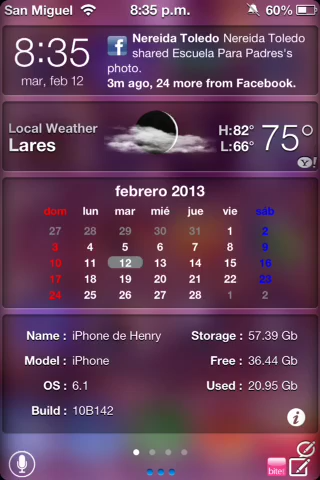 San Miguel 8:35 p.m. 60%
8:35
mar, feb 12
Nereida Toledo Nereida Toledo
shared Escuela Para Padres's
photo.
3m ago, 24 more from Facebook.
Local Weather
Lares
H:82°
L:66°
75°
Y!
febrero 2013
dom lun mar mié jue vie sáb
27 28 29 30 31 1 2
3 4 5 6 7 8 9
10 11 12 13 14 15 16
17 18 19 20 21 22 23
24 25 26 27 28 1 2
Name : iPhone de Henry Storage : 57.39 Gb
Model : iPhone Free : 36.44 Gb
OS : 6.1 Used : 20.95 Gb
Build : 10B142
bite